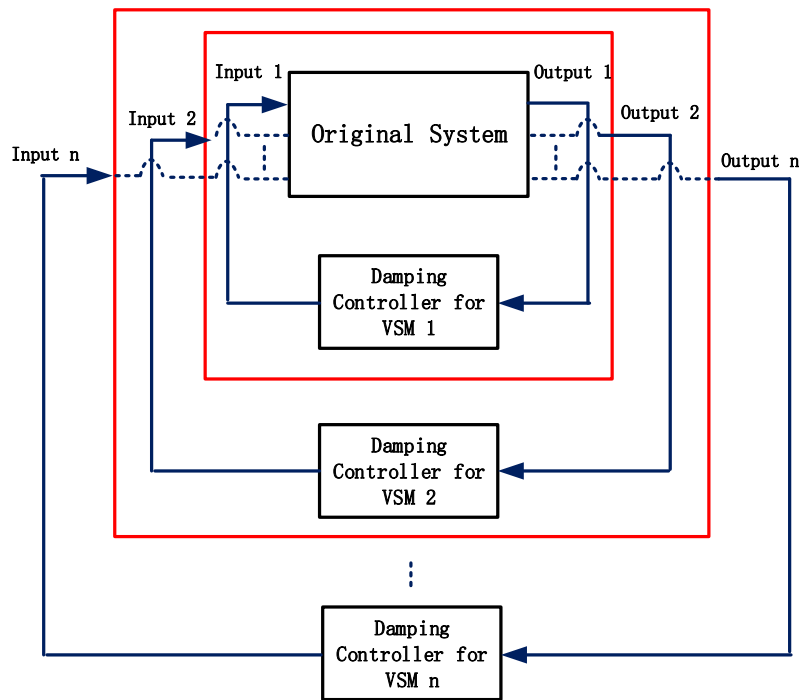 Input 1
Output 1
Original System
Input 2
Output 2
Input n
Output n
Damping
Controller for
VSM 1
Damping
Controller for
VSM 2
Damping
Controller for
VSM n